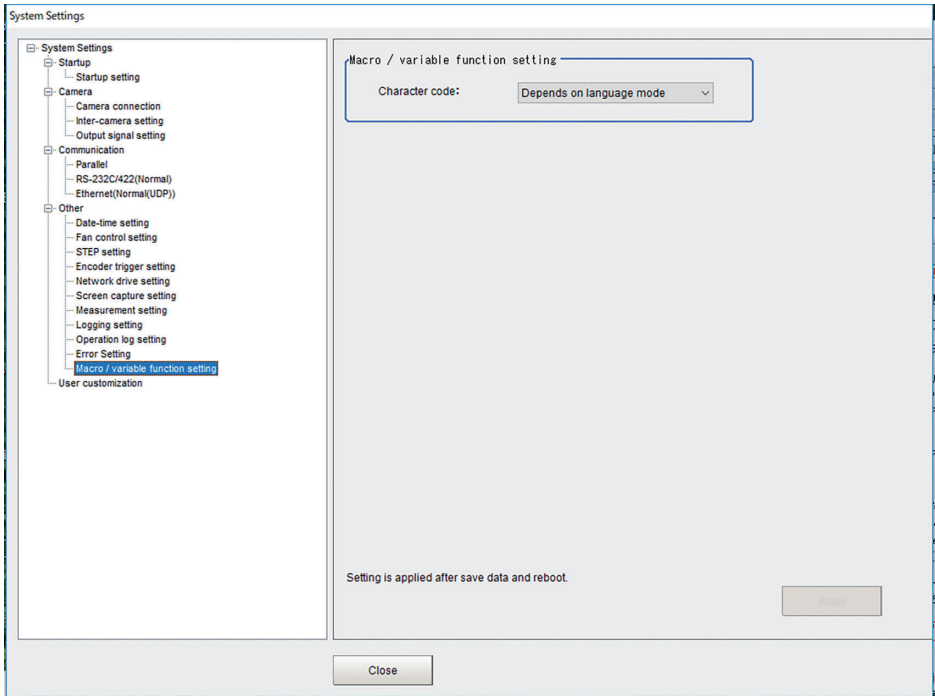 System Settings
System Settings
Startup
Startup setting
Camera
Camera connection
Inter-camera setting
Output signal setting
Communication
Parallel
RS-232C/422(Normal)
Ethernet(Normal(UDP))
Other
Date-time setting
Fan control setting
STEP setting
Encoder trigger setting
Network drive setting
Screen capture setting
Measurement setting
Logging setting
Operation log setting
Error Setting
Macro / variable function setting
User customization
Macro / variable function setting
Character code:
Depends on language mode
Setting is applied after save data and reboot.
Apply
Close